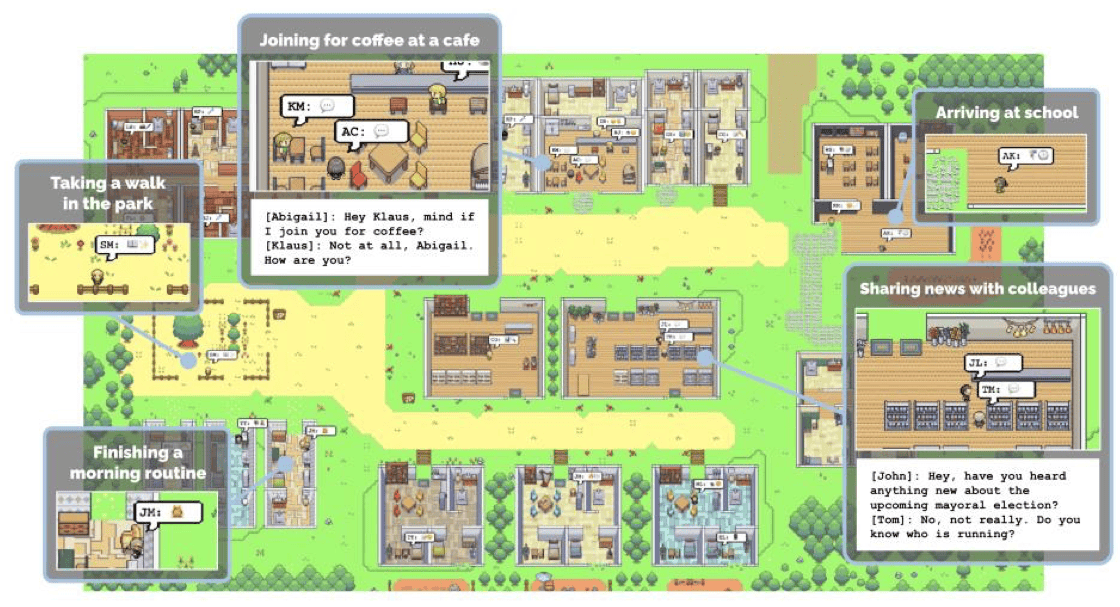 Joining for coffee at a cafe
KM:
AC:
[Abigail]: Hey Klaus, mind if
I join you for coffee?
[Klaus]: Not at all, Abigail.
How are you?
Taking a walk
in the park
SM:
Arriving at school
AK:
Sharing news with colleagues
JL:
TM:
[John]: Hey, have you heard
anything new about the
upcoming mayoral election?
[Tom]: No, not really. Do you
know who is running?
Finishing a
morning routine
JM: